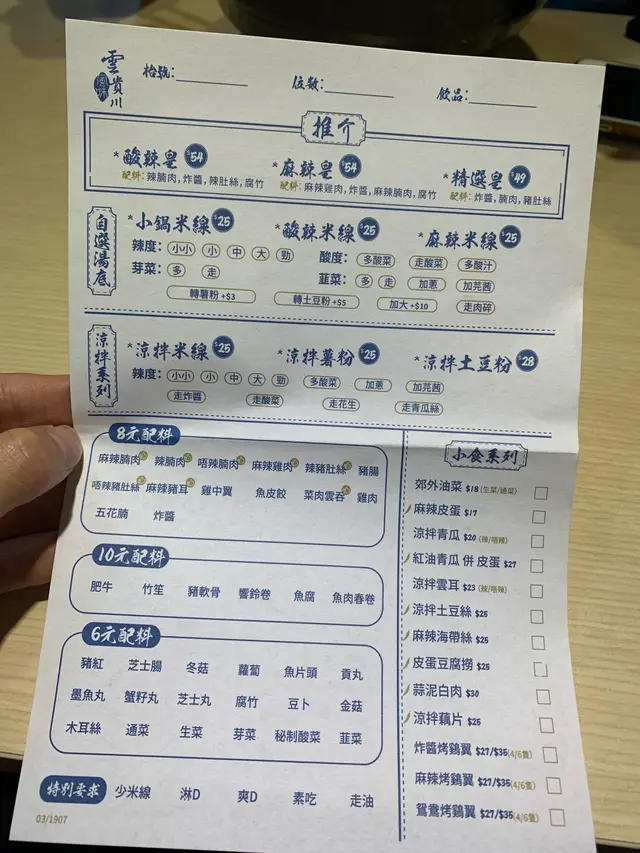 雲貴川
枱號:
位數:
飲品:
推介
*酸辣皇 $54
配料: 辣腩肉, 炸醬, 辣肚絲, 腐竹
*麻辣皇 $54
配料: 麻辣雞肉, 炸醬, 麻辣腩肉, 腐竹
*精選皇 $49
配料: 炸醬, 腩肉, 豬肚絲
自選湯底
*小鍋米線 $25 *酸辣米線 $25 *麻辣米線 $25
辣度: 小小 小 中 大 勁 酸度: 多酸菜 走酸菜 多酸汁
芽菜: 多 走 韮菜: 多 走 加蔥 加芫茜
轉薯粉 +$3 轉土豆粉 +$5 加大 +$10 走肉碎
涼拌系列
*涼拌米線 $25 *涼拌薯粉 $25 *涼拌土豆粉 $28
辣度: 小小 小 中 大 勁 多酸菜 加蔥 加芫茜
走炸醬 走酸菜 走花生 走青瓜絲
8元配料
麻辣腩肉 辣腩肉 唔辣腩肉 麻辣雞肉 辣豬肚絲 豬腸
唔辣豬肚絲 麻辣豬耳 雞中翼 魚皮餃 菜肉雲吞 雞肉
五花腩 炸醬
10元配料
肥牛 竹笙 豬軟骨 響鈴卷 魚腐 魚肉春卷
6元配料
豬紅 芝士腸 冬菇 蘿蔔 魚片頭 貢丸
墨魚丸 蟹籽丸 芝士丸 腐竹 豆卜 金菇
木耳絲 通菜 生菜 芽菜 秘制酸菜 韮菜
特別要求 少米線 淋D 爽D 素吃 走油
03/1907
小食系列
郊外油菜 $18 (生菜/通菜)
麻辣皮蛋 $17
涼拌青瓜 $20 (辣/唔辣)
紅油青瓜 併 皮蛋 $27
涼拌雲耳 $23 (辣/唔辣)
涼拌土豆絲 $25
麻辣海帶絲 $25
皮蛋豆腐撈 $25
蒜泥白肉 $30
涼拌藕片 $25
炸醬烤鷄翼 $27/$35(4/6隻)
麻辣烤鷄翼 $27/$35(4/6隻)
鴛鴦烤鷄翼 $27/$35(4/6隻)